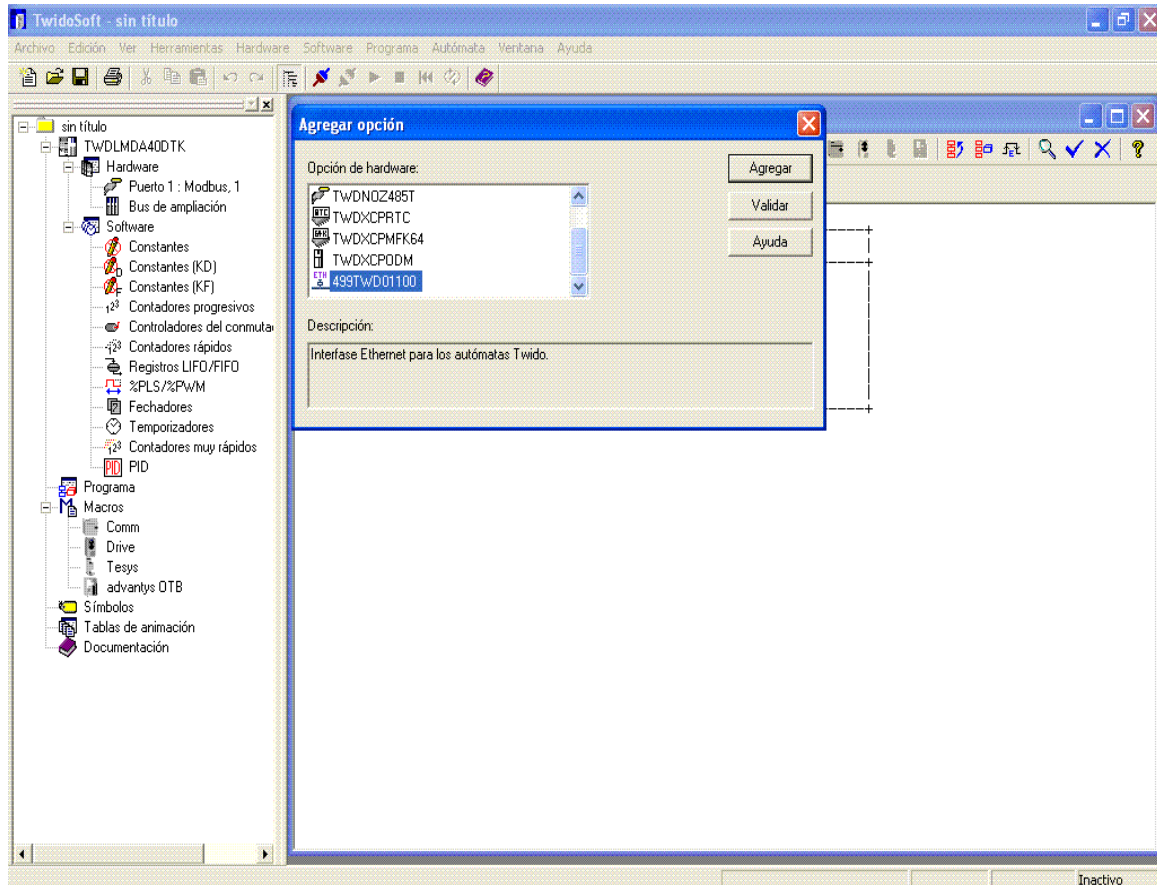 TwidoSoft - sin título
Archivo Edición Ver Herramientas Hardware Software Programa Autómata Ventana Ayuda
sin título
TWDLMDA40DTK
Hardware
Puerto 1 : Modbus, 1
Bus de ampliación
Software
Constantes
Constantes (KD)
Constantes (KF)
Contadores progresivos
Controladores del conmuta
Contadores rápidos
Registros LIFO/FIFO
%PLS/%PWM
Fechadores
Temporizadores
Contadores muy rápidos
PID
Programa
Macros
Comm
Drive
Tesys
advantys OTB
Símbolos
Tablas de animación
Documentación
Agregar opción
Opción de hardware:
TWDNOZ485T
TWDXCPRTC
TWDXCPMFK64
TWDXCPODM
499TWD01100
Agregar
Validar
Ayuda
Descripción:
Interfase Ethernet para los autómatas Twido.
Inactivo